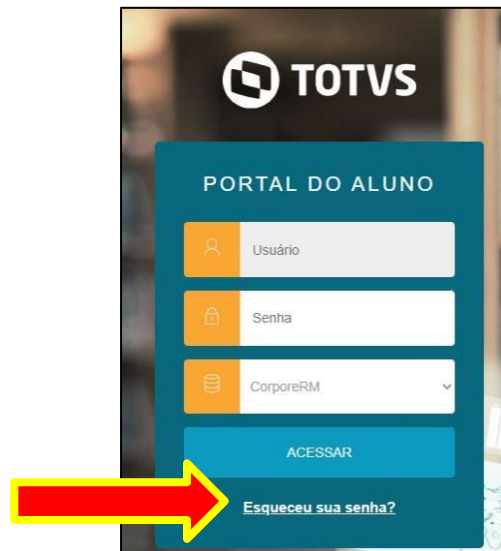 TOTVS
PORTAL DO ALUNO
Usuário
Senha
CorporeRM
ACESSAR
Esqueceu sua senha?